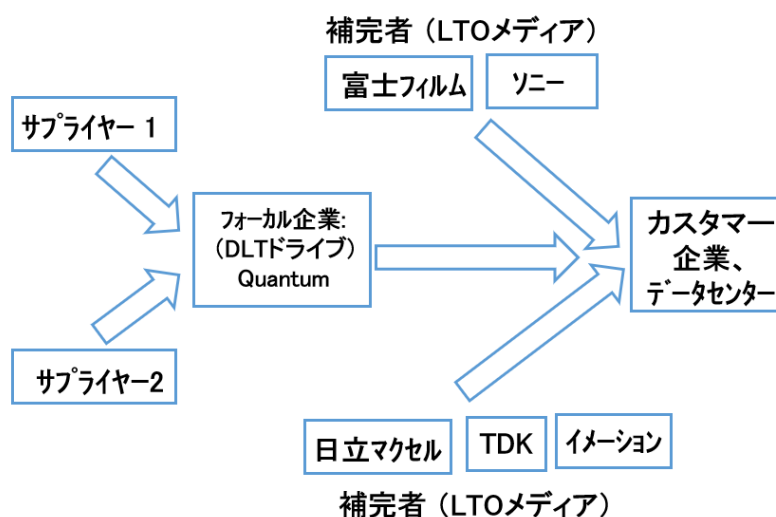 補完者（LTOメディア）
富士フィルム
ソニー
サプライヤー 1
フォーカル企業:
（DLTドライブ）
Quantum
カスタマー
企業、
データセンター
サプライヤー2
日立マクセル
TDK
イメーション
補完者（LTOメディア）